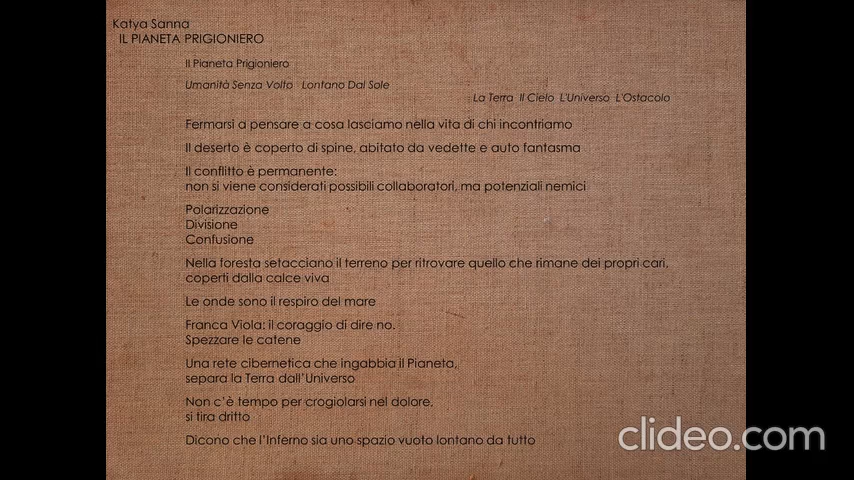 Katya Sanna
IL PIANETA PRIGIONIERO
Il Pianeta Prigioniero
Umanità Senza Volto Lontano Dal Sole
La Terra Il Cielo L'Universo L'Ostacolo
Fermarsi a pensare a cosa lasciamo nella vita di chi incontriamo
Il deserto è coperto di spine, abitato da vedette e auto fantasma
Il conflitto è permanente:
non si viene considerati possibili collaboratori, ma potenziali nemici
Polarizzazione
Divisione
Confusione
Nella foresta setacciano il terreno per ritrovare quello che rimane dei propri cari,
coperti dalla calce viva
Le onde sono il respiro del mare
Franca Viola: il coraggio di dire no.
Spezzare le catene
Una rete cibernetica che ingabbia il Pianeta,
separa la Terra dall'Universo
Non c'è tempo per crogiolarsi nel dolore,
si tira dritto
Dicono che l'Inferno sia uno spazio vuoto lontano da tutto
clideo.com